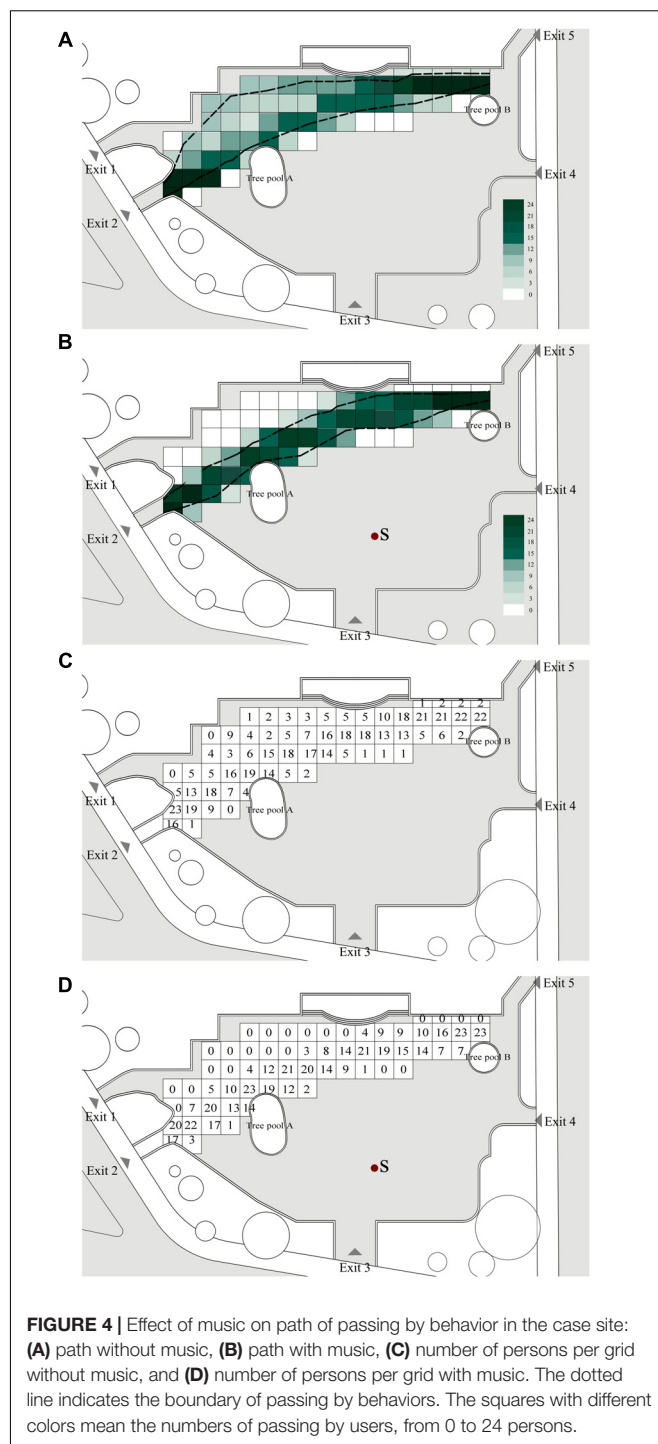 A
Exit 5
Tree pool B
Exit 1
Tree pool A
Exit 4
Exit 2
24
21
18
15
12
9
6
3
0
Exit 3
B
Exit 5
Tree pool B
Exit 1
Tree pool A
Exit 4
Exit 2
S
24
21
18
15
12
9
6
3
0
Exit 3
C
Exit 5
1 2 2 2
1 2 3 3 5 5 5 10 18 21 21 22 22
0 9 4 2 5 7 16 18 18 13 13 5 6 2 Tree pool B
4 3 6 15 18 17 14 5 1 1 1
0 5 5 16 19 14 5 2
Exit 1 5 13 18 7 4
Exit 4
23 19 9 0 Tree pool A
16 1
Exit 2
Exit 3
D
Exit 5
0 0 0 0
0 0 0 0 0 0 4 9 9 10 16 23 23
0 0 0 0 0 3 8 14 21 19 15 14 7 7 Tree pool B
0 0 4 12 21 20 14 9 1 0 0
0 0 5 10 23 19 12 2
Exit 1 0 7 20 13 14
Exit 4
20 22 17 1 Tree pool A
17 3
Exit 2
S
Exit 3
FIGURE 4 | Effect of music on path of passing by behavior in the case site:
(A) path without music, (B) path with music, (C) number of persons per grid
without music, and (D) number of persons per grid with music. The dotted
line indicates the boundary of passing by behaviors. The squares with different
colors mean the numbers of passing by users, from 0 to 24 persons.